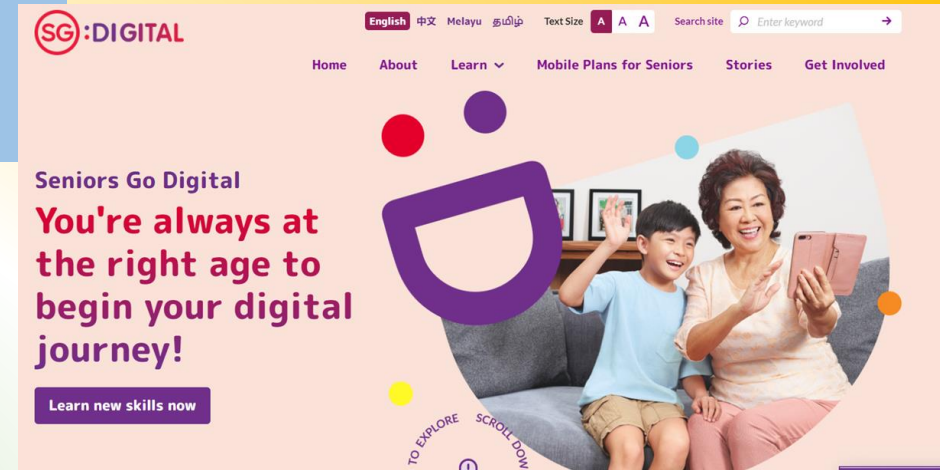 SG:DIGITAL
English 中文 Melayu தமிழ் Text Size A A A Search site Enter keyword
Home About Learn Mobile Plans for Seniors Stories Get Involved
Seniors Go Digital
You're always at
the right age to
begin your digital
journey!
Learn new skills now
TO EXPLORE SCROLL DOW